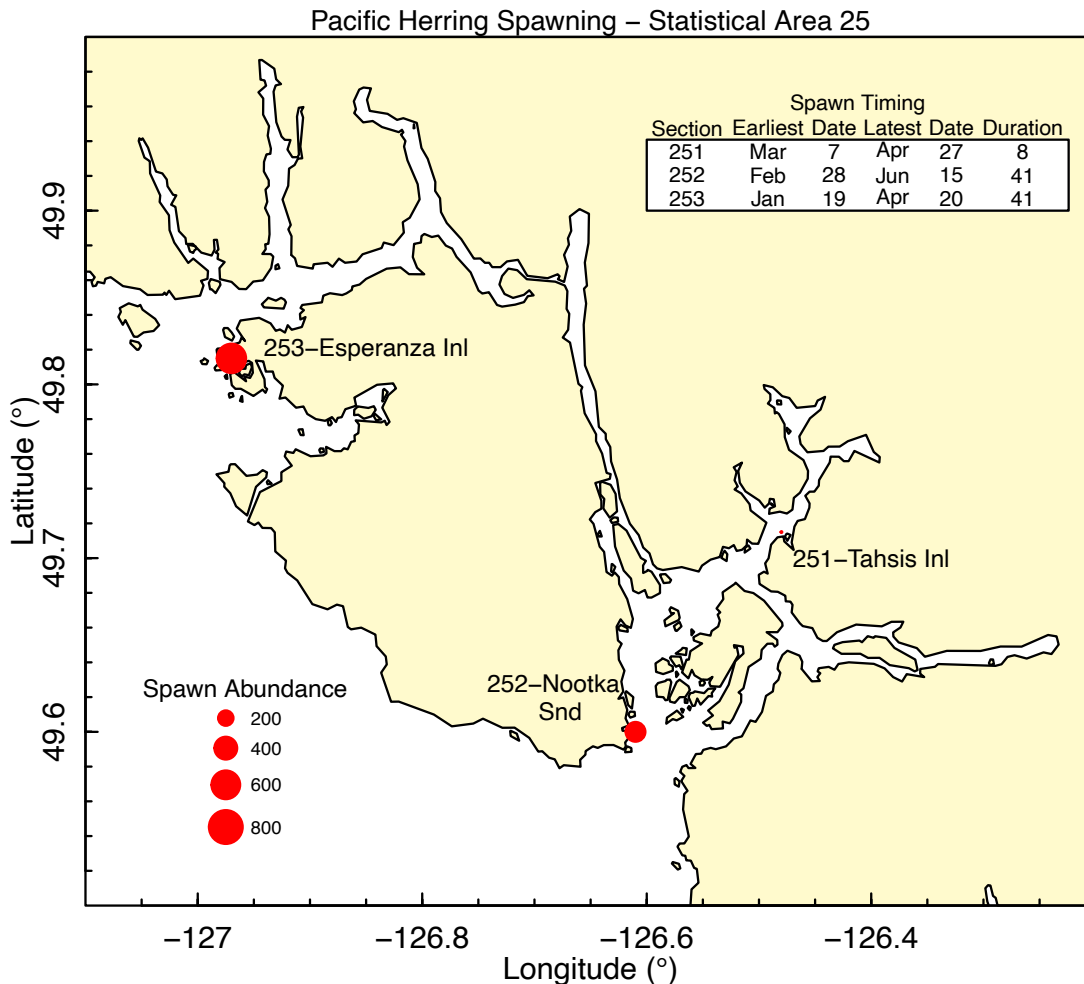 Pacific Herring Spawning − Statistical Area 25
Spawn Timing
Section Earliest Date Latest Date Duration
251 Mar 7 Apr 27 8
252 Feb 28 Jun 15 41
253 Jan 19 Apr 20 41
253−Esperanza Inl
251−Tahsis Inl
252−Nootka
Snd
Spawn Abundance
200
400
600
800
49.9
49.8
49.7
49.6
Latitude (°)
−127 −126.8 −126.6 −126.4
Longitude (°)